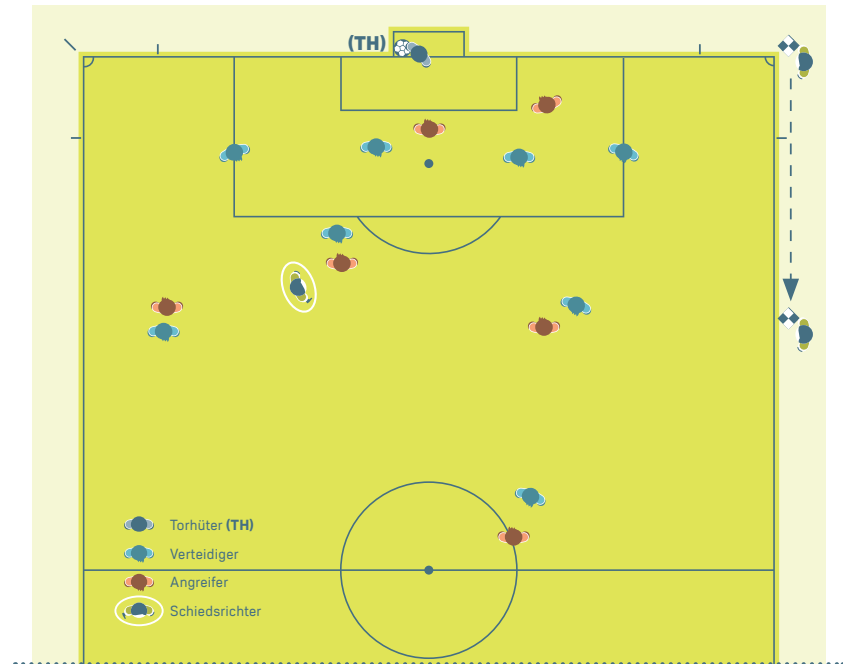 (TH)
Torhüter (TH)
Verteidiger
Angreifer
Schiedsrichter